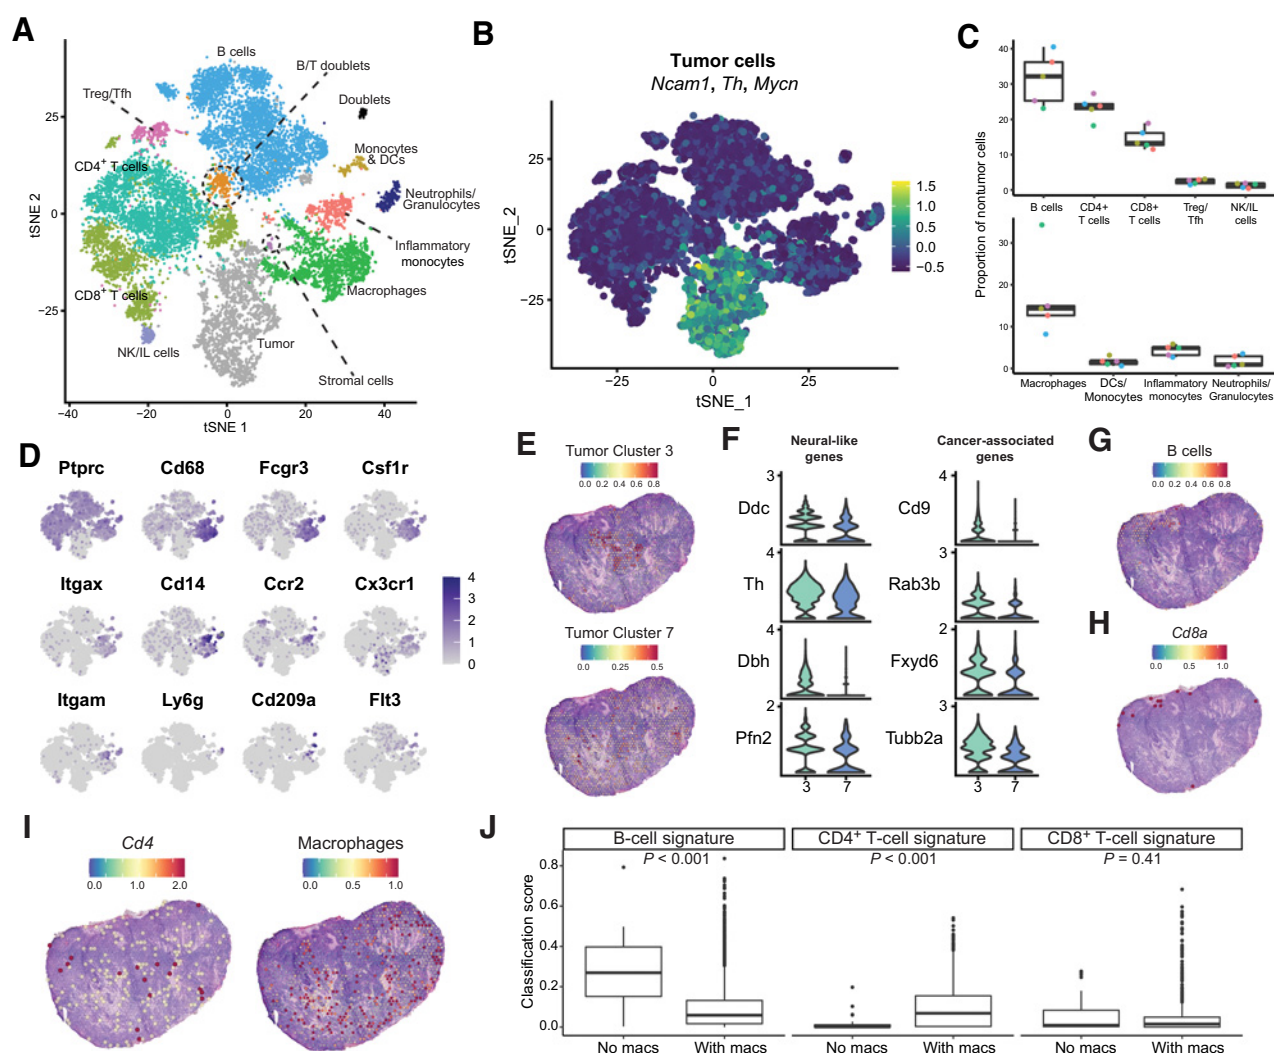 A
B cells
B/T doublets
Treg/Tfh
Doublets
CD4+ T cells
Monocytes
& DCs
Neutrophils/
Granulocytes
Inflammatory
monocytes
CD8+ T cells
Macrophages
NK/IL cells
Tumor
Stromal cells
25
0
−25
tSNE 2
−40
−20
0
20
40
tSNE 1
B
Tumor cells
Ncam1, Th, Mycn
25
0
−25
tSNE_2
−25
0
25
tSNE_1
1.5
1.0
0.5
0.0
−0.5
C
Proportion of nontumor cells
40
30
20
10
0
B cells
CD4+
T cells
CD8+
T cells
Treg/
Tfh
NK/IL
cells
30
20
10
0
Macrophages
DCs/
Monocytes
Inflammatory
monocytes
Neutrophils/
Granulocytes
D
Ptprc
Cd68
Fcgr3
Csf1r
Itgax
Cd14
Ccr2
Cx3cr1
Itgam
Ly6g
Cd209a
Flt3
4
3
2
1
0
E
Tumor Cluster 3
0.0 0.2 0.4 0.6 0.8
Tumor Cluster 7
0.0 0.25 0.5
F
Neural-like
genes
Cancer-associated
genes
3
Ddc
4
Th
4
Dbh
2
Pfn2
3 7
4
Cd9
3
Rab3b
2
Fxyd6
3
Tubb2a
3 7
G
B cells
0.0 0.2 0.4 0.6 0.8
H
Cd8a
0.0 0.5 1.0
I
Cd4
0.0 1.0 2.0
Macrophages
0.0 0.5 1.0
J
B-cell signature
CD4+ T-cell signature
CD8+ T-cell signature
P < 0.001
P < 0.001
P = 0.41
Classification score
0.8
0.6
0.4
0.2
0.0
No macs
With macs
No macs
With macs
No macs
With macs